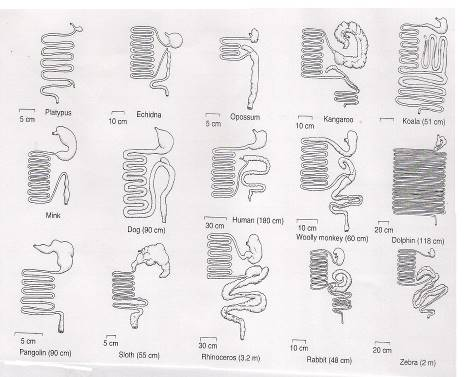 Platypus
5 cm
Echidna
10 cm
Opossum
5 cm
Kangaroo
10 cm
Koala (51 cm)
Mink
Dog (90 cm)
Human (180 cm)
30 cm
Woolly monkey (60 cm)
10 cm
Dolphin (118 cm)
20 cm
Pangolin (90 cm)
5 cm
Sloth (55 cm)
5 cm
Rhinoceros (3.2 m)
30 cm
Rabbit (48 cm)
10 cm
Zebra (2 m)
20 cm